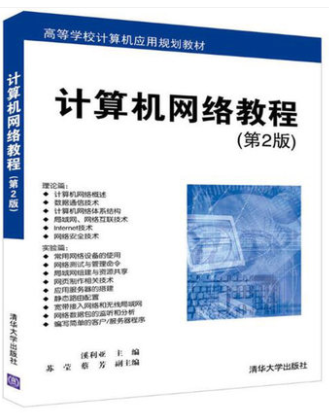 高等学校计算机应用规划教材
计算机网络教程
(第2版)
理论篇：
◆ 计算机网络概述
◆ 数据通信技术
◆ 计算机网络体系结构
◆ 局域网、网络互联技术
◆ Internet技术
◆ 网络安全技术
实验篇：
◆ 常用网络设备的使用
◆ 网络测试与管理命令
◆ 局域网组建与资源共享
◆ 网页制作相关技术
◆ 应用服务器的搭建
◆ 静态路由配置
◆ 宽带接入网络和无线局域网
◆ 网络数据包的监听和分析
◆ 编写简单的客户/服务器程序
溪利亚 主 编
苏 莹 蔡 芳 副主编
清华大学出版社
计算机网络教程(第2版)
清华大学出版社